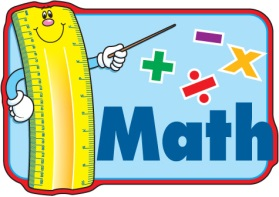 - x
+ ÷
Math